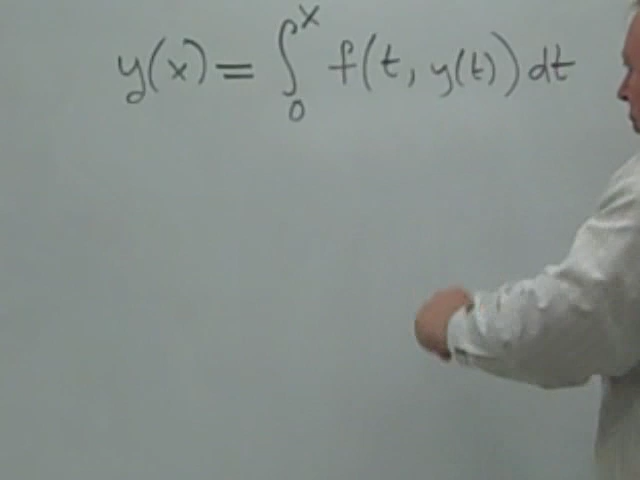 y(x) = ∫₀ˣ f(t, y(t)) dt